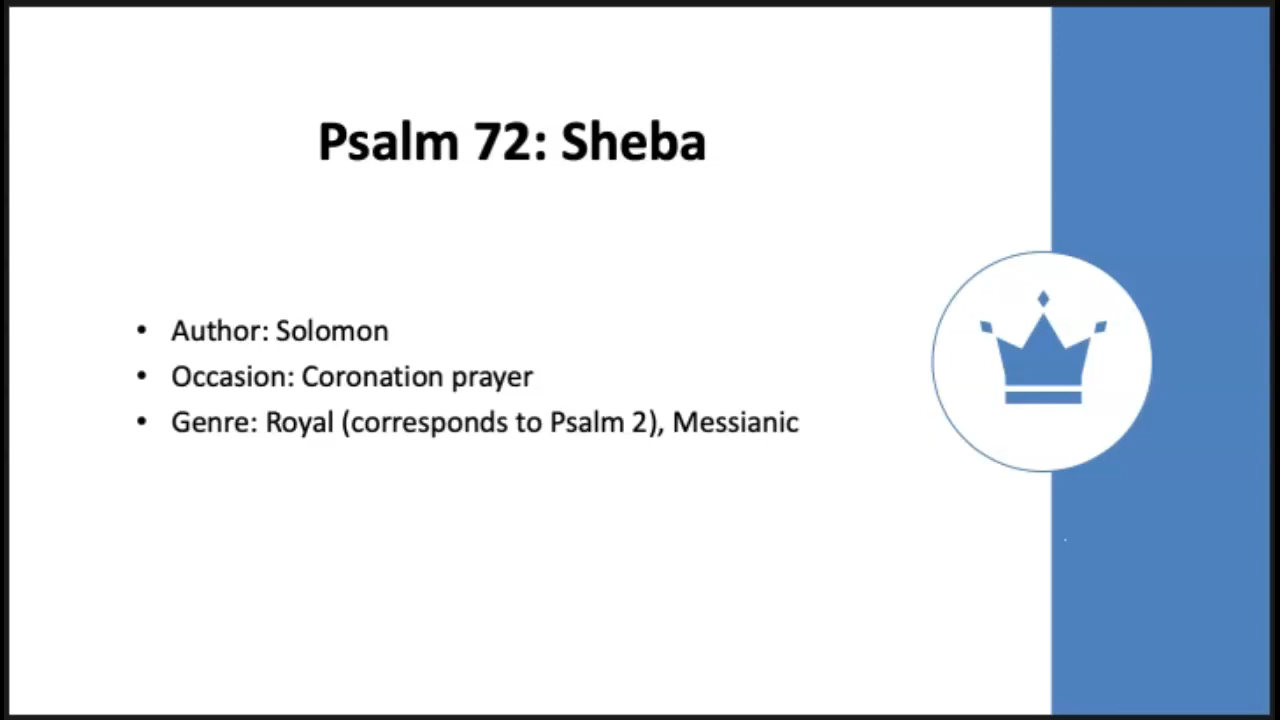 Psalm 72: Sheba
• Author: Solomon
• Occasion: Coronation prayer
• Genre: Royal (corresponds to Psalm 2), Messianic